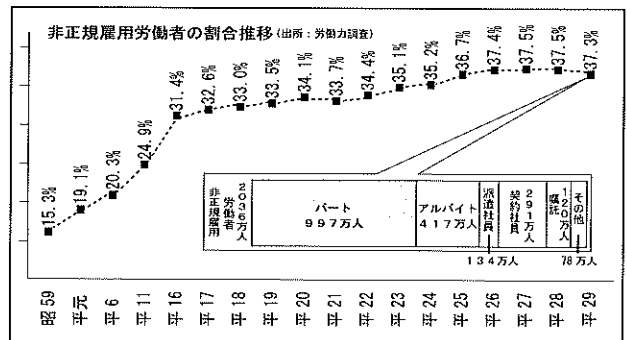 非正規雇用労働者の割合推移(出所:労働力調査)
15.3%
19.1%
20.3%
24.9%
31.4%
32.6%
33.0%
33.5%
34.1%
33.7%
34.4%
35.1%
35.2%
36.7%
37.4%
37.5%
37.5%
37.3%
非正規雇用
労働者
2036万人
パート
997万人
アルバイト
417万人
派遣社員
134万人
契約社員
291万人
嘱託
120万人
その他
78万人
昭59
平元
平6
平11
平16
平17
平18
平19
平20
平21
平22
平23
平24
平25
平26
平27
平28
平29